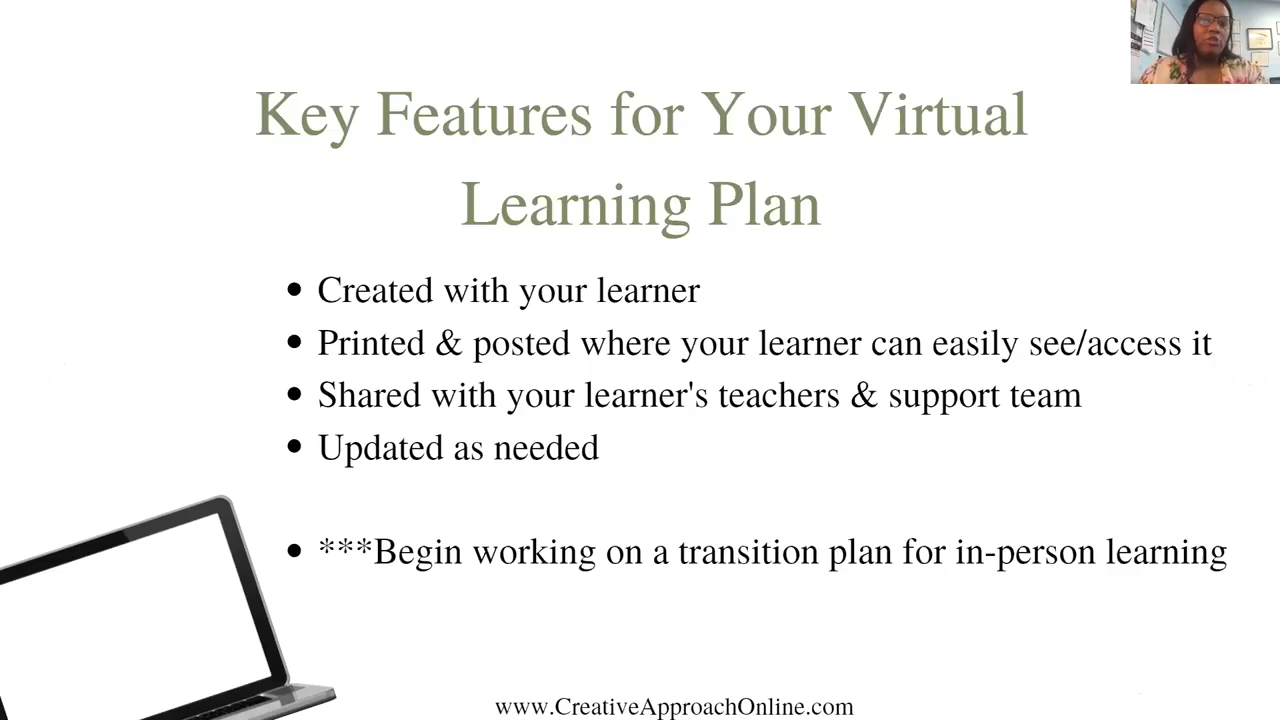 Key Features for Your Virtual
Learning Plan
• Created with your learner
• Printed & posted where your learner can easily see/access it
• Shared with your learner's teachers & support team
• Updated as needed
• ***Begin working on a transition plan for in-person learning
www.CreativeApproachOnline.com